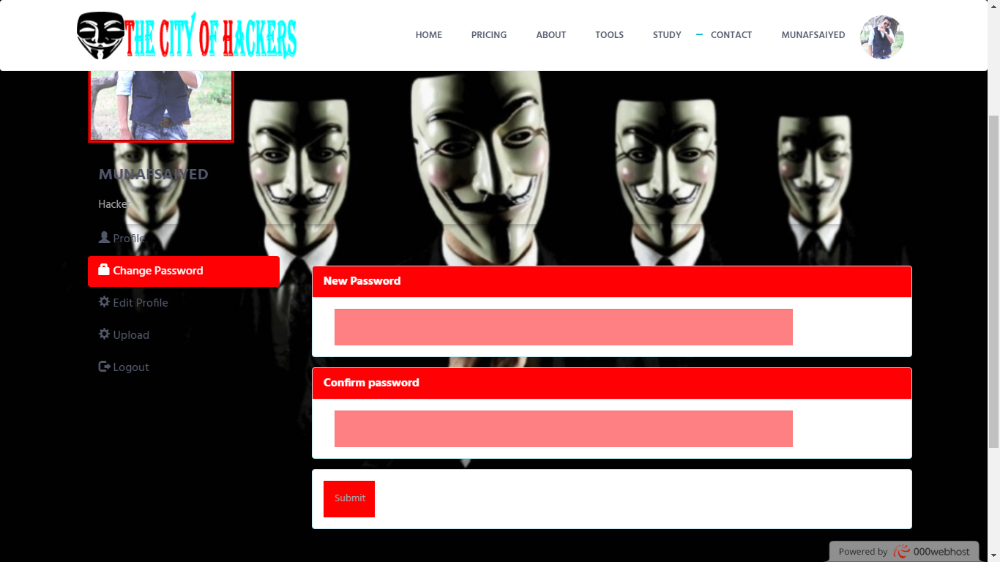 THE CITY OF HACKERS
HOME PRICING ABOUT TOOLS STUDY CONTACT MUNAFSAIYED
MUNAFSAIYED
Hacker
Profile
Change Password
Edit Profile
Upload
Logout
New Password
Confirm password
Submit
Powered by 000webhost